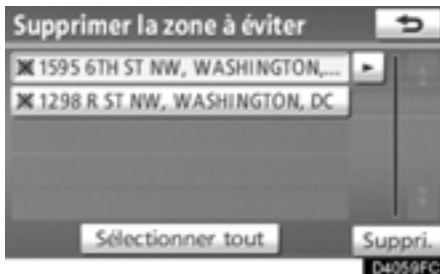 Supprimer la zone à éviter
1595 6TH ST NW, WASHINGTON,...
1298 R ST NW, WASHINGTON, DC
Sélectionner tout
Suppri.
D4059FC